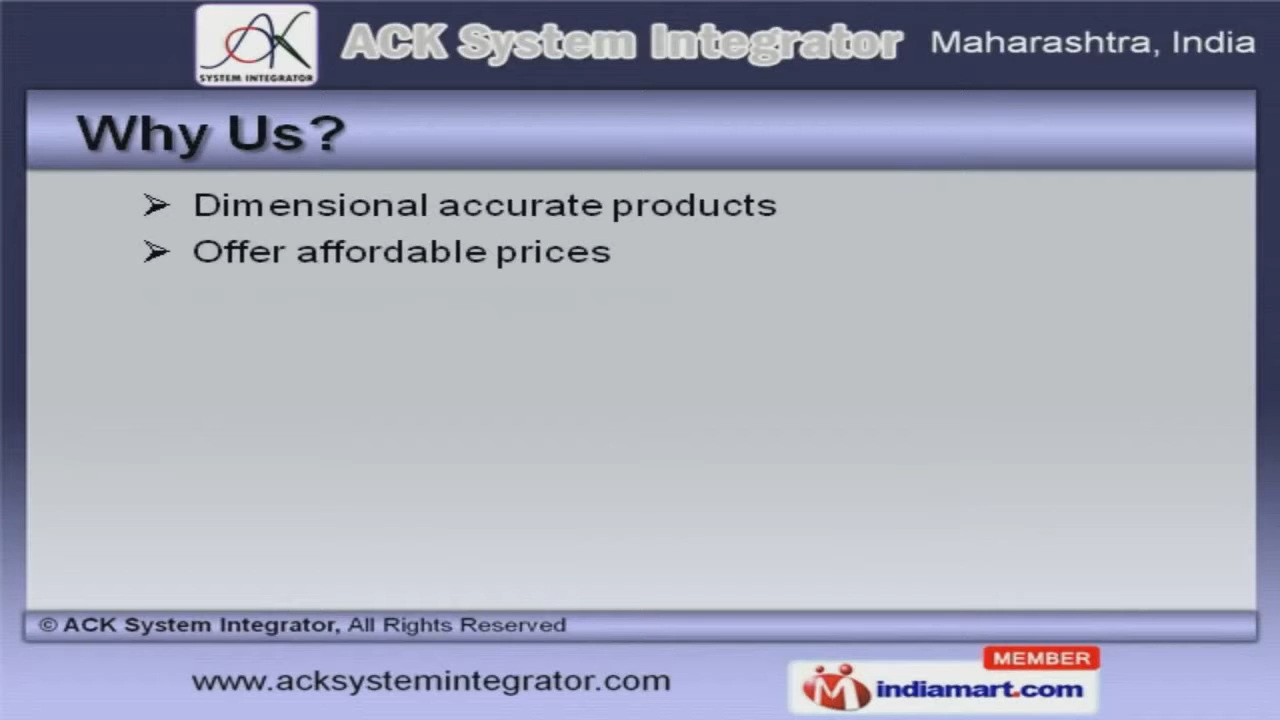 AK
SYSTEM INTEGRATOR
ACK System Integrator
Maharashtra, India
Why Us?
➢ Dimensional accurate products
➢ Offer affordable prices
© ACK System Integrator, All Rights Reserved
www.acksystemintegrator.com
MEMBER
indiamart.com